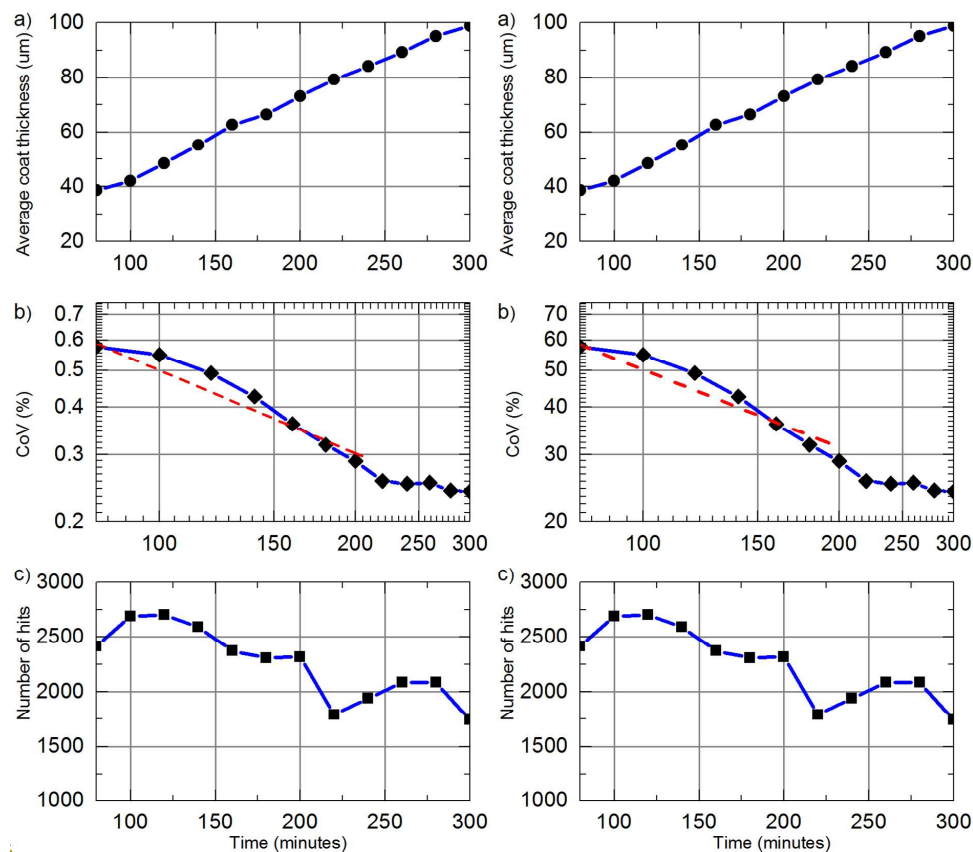 a)
Average coat thickness (um)
100
80
60
40
20
100 150 200 250 300
b)
CoV (%)
0.7
0.6
0.5
0.4
0.3
0.2
100 150 200 250 300
c)
Number of hits
3000
2500
2000
1500
1000
100 150 200 250 300
Time (minutes)
a)
Average coat thickness (um)
100
80
60
40
20
100 150 200 250 300
b)
CoV (%)
70
60
50
40
30
20
100 150 200 250 300
c)
Number of hits
3000
2500
2000
1500
1000
100 150 200 250 300
Time (minutes)